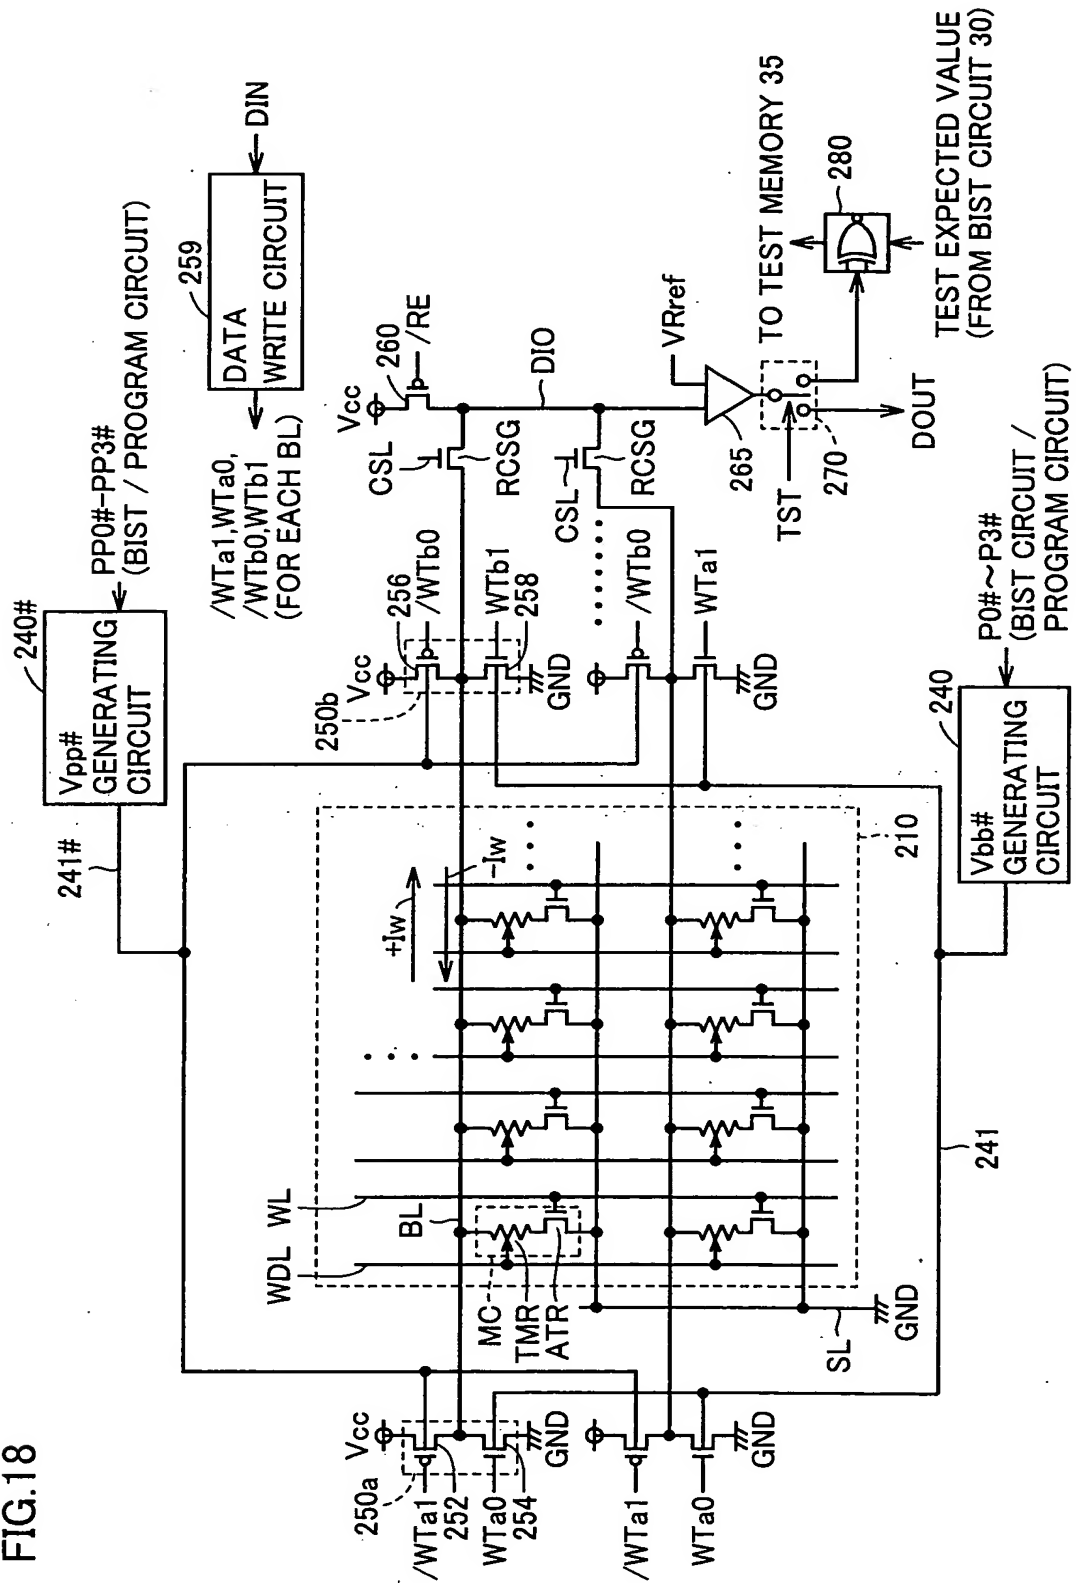 FIG.18
240#
Vpp#
GENERATING
CIRCUIT
PP0#-PP3#
(BIST / PROGRAM CIRCUIT)
241#
259
DATA
WRITE CIRCUIT
DIN
/WTa1,WTa0,
/WTb0,WTb1
(FOR EACH BL)
250a
Vcc
/WTa1
252
WTa0
254
GND
/WTa1
WTa0
GND
WDL
WL
BL
MC
TMR
ATR
SL
GND
+Iw
-Iw
210
250b
Vcc
256
/WTb0
WTb1
258
GND
/WTb0
WTa1
GND
Vcc
260
/RE
CSL
RCSG
DIO
CSL
RCSG
VRref
265
TST
270
DOUT
TO TEST MEMORY 35
280
TEST EXPECTED VALUE
(FROM BIST CIRCUIT 30)
241
240
Vbb#
GENERATING
CIRCUIT
P0#~P3#
(BIST CIRCUIT /
PROGRAM CIRCUIT)